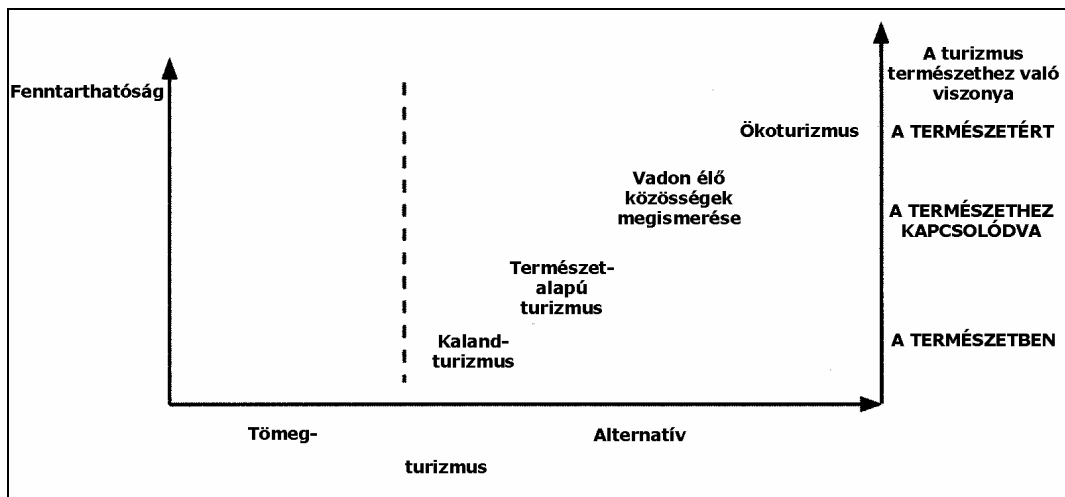 Fenntarthatóság
A turizmus
természethez való
viszonya
Ökoturizmus
A TERMÉSZETÉRT
Vadon élő
közösségek
megismerése
A TERMÉSZETHEZ
KAPCSOLÓDVA
Természet-
alapú
turizmus
Kaland-
turizmus
A TERMÉSZETBEN
Tömeg-
Alternatív
turizmus